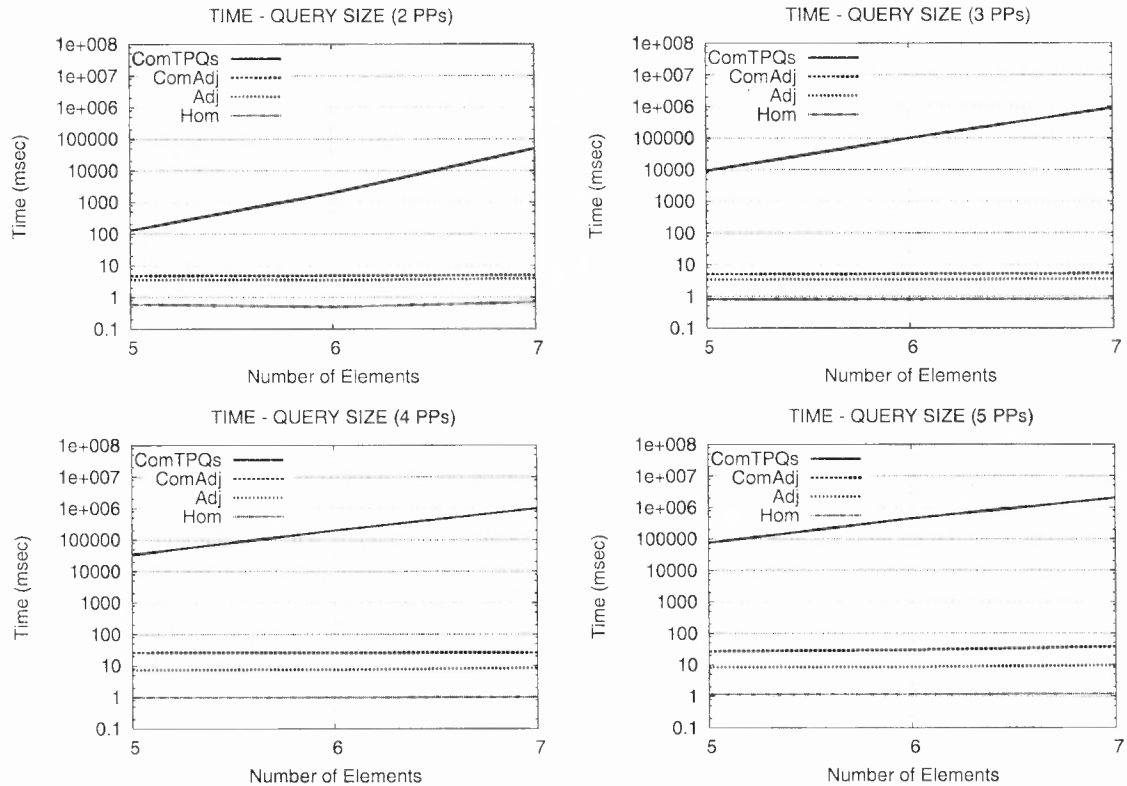 TIME - QUERY SIZE (2 PPs)
1e+008
1e+007
1e+006
100000
10000
1000
100
10
1
0.1
ComTPQs
ComAdj
Adj
Hom
Time (msec)
5
6
7
Number of Elements
TIME - QUERY SIZE (3 PPs)
1e+008
1e+007
1e+006
100000
10000
1000
100
10
1
0.1
ComTPQs
ComAdj
Adj
Hom
Time (msec)
5
6
7
Number of Elements
TIME - QUERY SIZE (4 PPs)
1e+008
1e+007
1e+006
100000
10000
1000
100
10
1
0.1
ComTPQs
ComAdj
Adj
Hom
Time (msec)
5
6
7
Number of Elements
TIME - QUERY SIZE (5 PPs)
1e+008
1e+007
1e+006
100000
10000
1000
100
10
1
0.1
ComTPQs
ComAdj
Adj
Hom
Time (msec)
5
6
7
Number of Elements